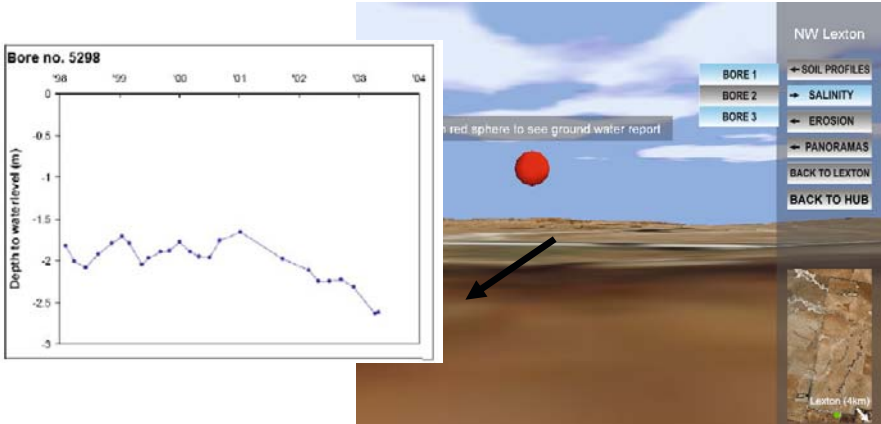 Bore no. 5298
'98 '99 '00 '01 '02 '03 '04
0
-0.5
-1
-1.5
-2
-2.5
-3
Depth to waterlevel (m)
red sphere to see ground water report
BORE 1
BORE 2
BORE 3
NW Lexton
SOIL PROFILES
SALINITY
EROSION
PANORAMAS
BACK TO LEXTON
BACK TO HUB
Lexton (4km)